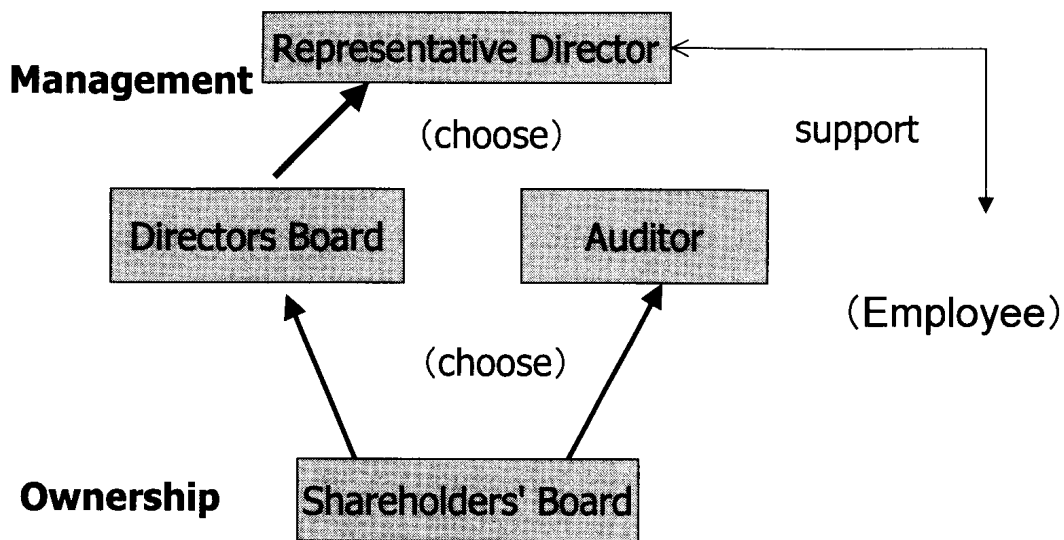 Representative Director
Management
(choose)
support
Directors Board
Auditor
(Employee)
(choose)
Ownership
Shareholders' Board